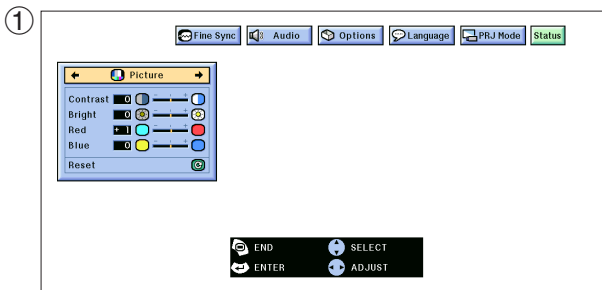 1
Fine Sync Audio Options Language PRJ Mode Status
Picture
Contrast 0 - +
Bright 0 - +
Red + 1 - +
Blue 0 - +
Reset
END SELECT
ENTER ADJUST